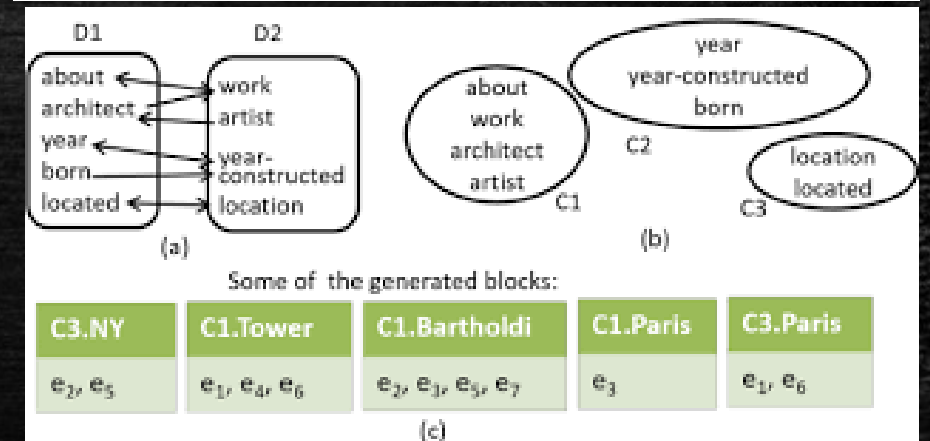 D1
D2
about
architect
year
born
located
work
artist
year-
constructed
location
(a)
about
work
architect
artist
C1
year
year-constructed
born
C2
location
located
C3
(b)
Some of the generated blocks:
C3.NY
C1.Tower
C1.Bartholdi
C1.Paris
C3.Paris
e₂, e₅
e₁, e₄, e₆
e₂, e₃, e₅, e₇
e₃
e₁, e₆
(c)